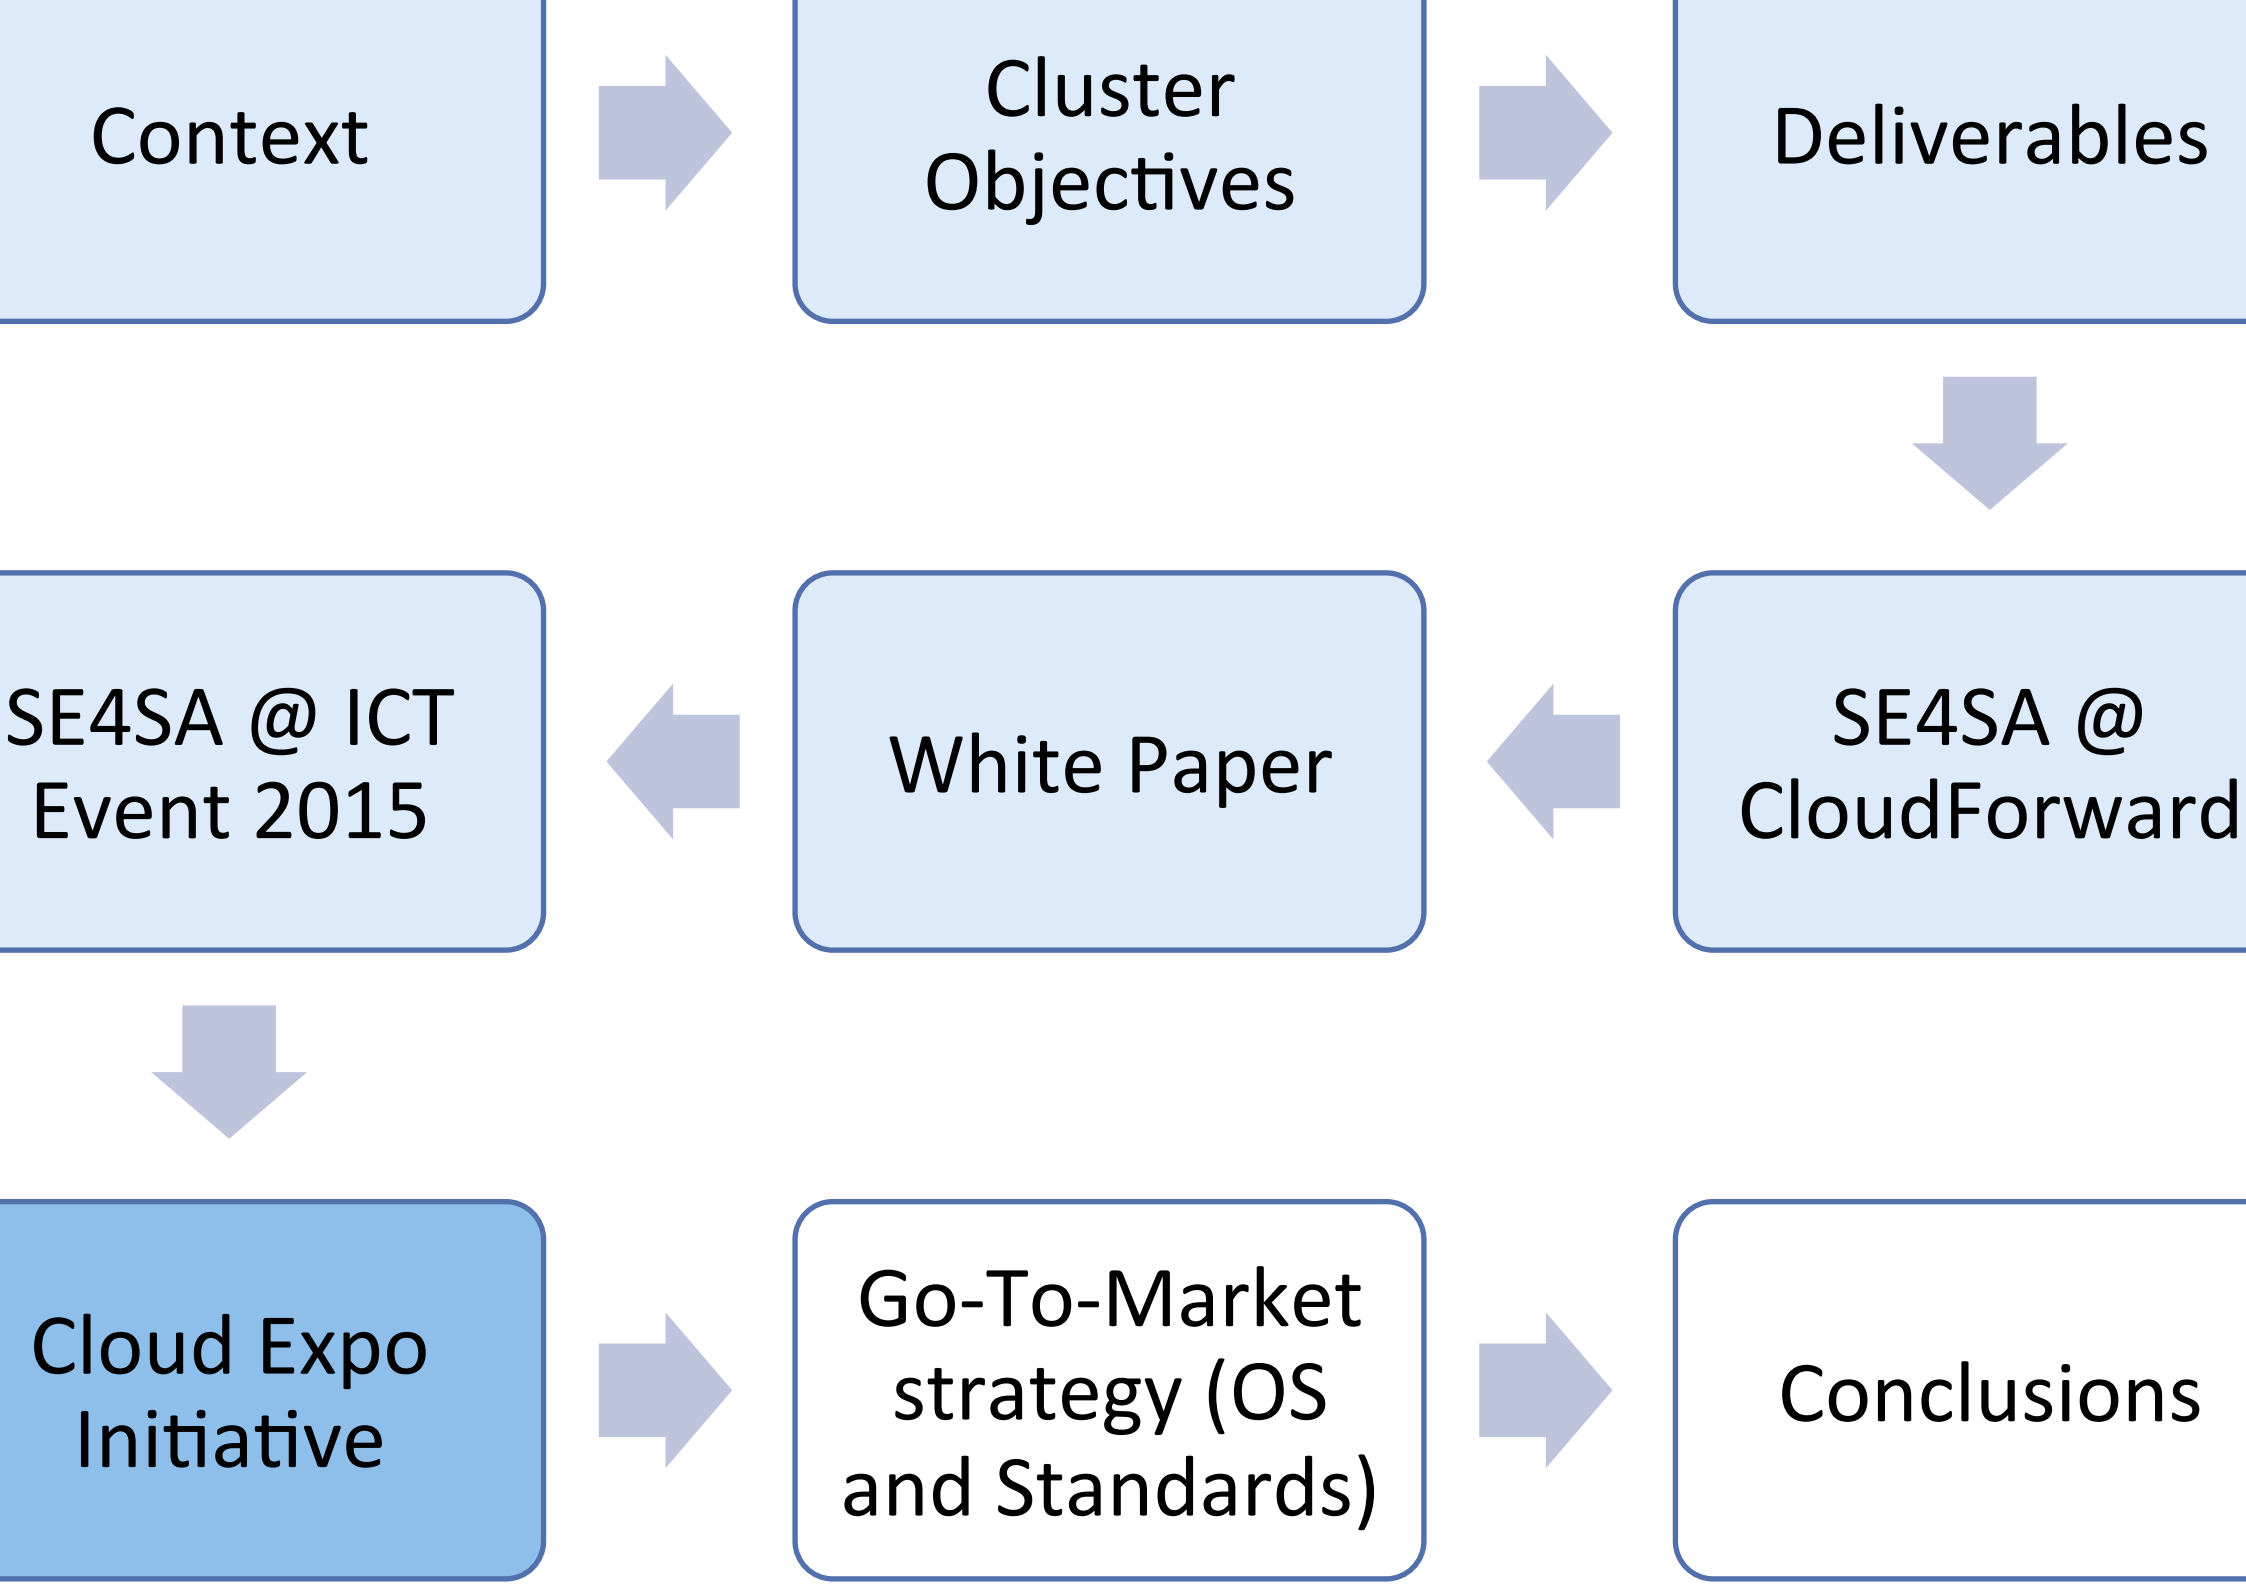 Context
Cluster
Objectives
Deliverables
SE4SA @ ICT
Event 2015
White Paper
SE4SA @
CloudForward
Cloud Expo
Initiative
Go-To-Market
strategy (OS
and Standards)
Conclusions